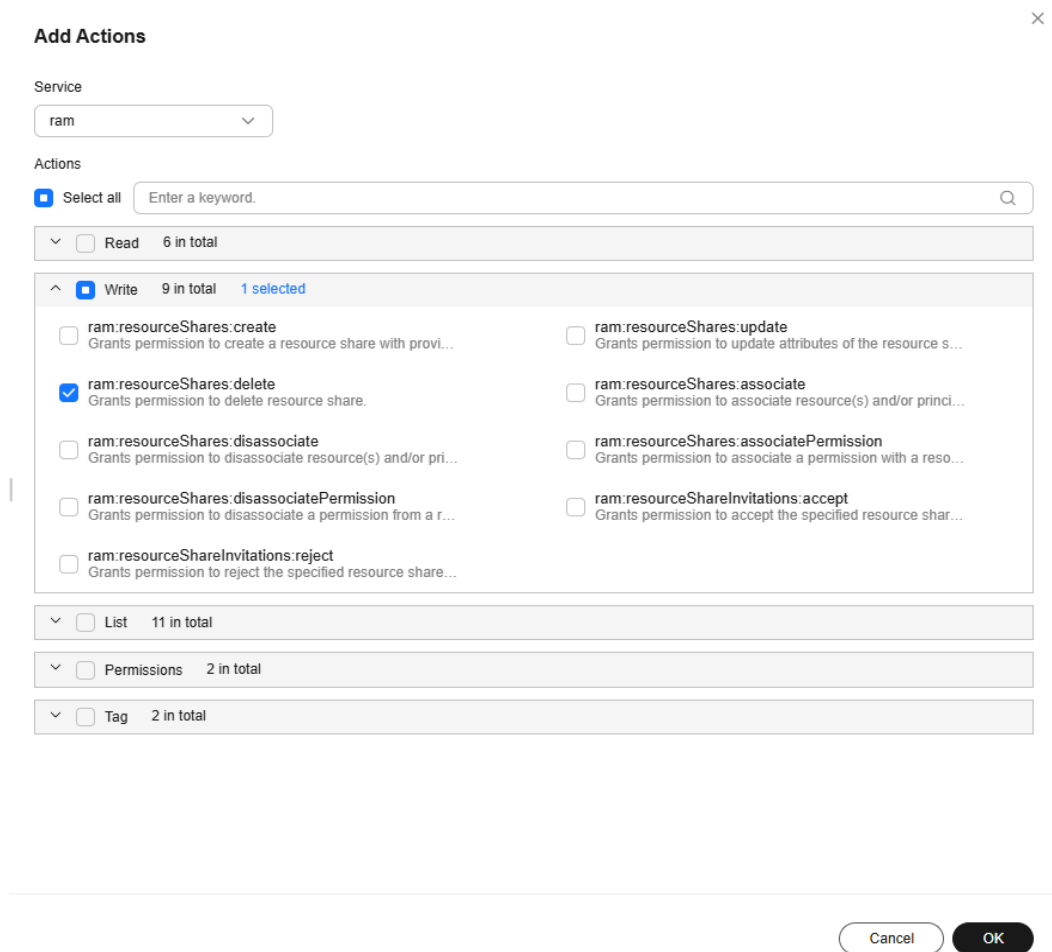 Add Actions
Service
ram
Actions
Select all
Enter a keyword.
Read 6 in total
Write 9 in total 1 selected
ram:resourceShares:create
Grants permission to create a resource share with provi...
ram:resourceShares:update
Grants permission to update attributes of the resource s...
ram:resourceShares:delete
Grants permission to delete resource share.
ram:resourceShares:associate
Grants permission to associate resource(s) and/or princi...
ram:resourceShares:disassociate
Grants permission to disassociate resource(s) and/or pri...
ram:resourceShares:associatePermission
Grants permission to associate a permission with a reso...
ram:resourceShares:disassociatePermission
Grants permission to disassociate a permission from a r...
ram:resourceShareInvitations:accept
Grants permission to accept the specified resource shar...
ram:resourceShareInvitations:reject
Grants permission to reject the specified resource share...
List 11 in total
Permissions 2 in total
Tag 2 in total
Cancel
OK